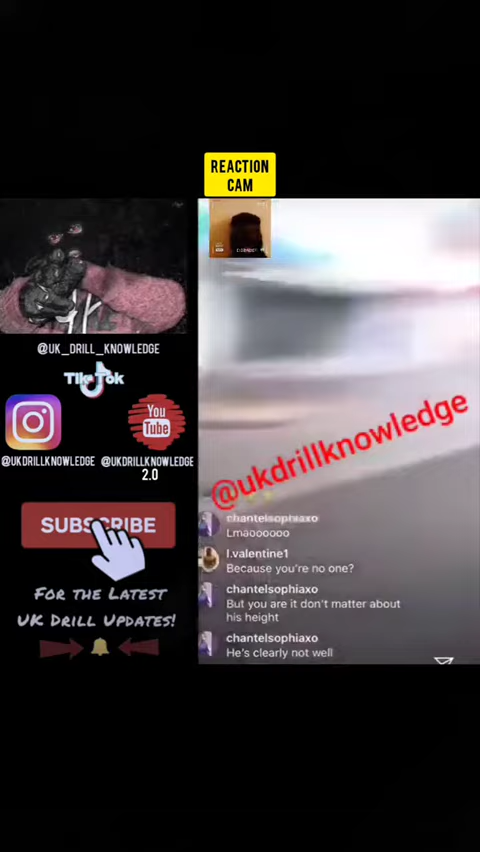 REACTION
CAM
@UK_DRILL_KNOWLEDGE
TikTok
You
Tube
@UKDRILLKNOWLEDGE
@UKDRILLKNOWLEDGE
2.0
SUBSCRIBE
FOR THE LATEST
UK DRILL UPDATES!
@ukdrillknowledge
chantelsophiaxo
Lmaoooooo
l.valentine1
Because you're no one?
chantelsophiaxo
But you are it don't matter about
his height
chantelsophiaxo
He's clearly not well